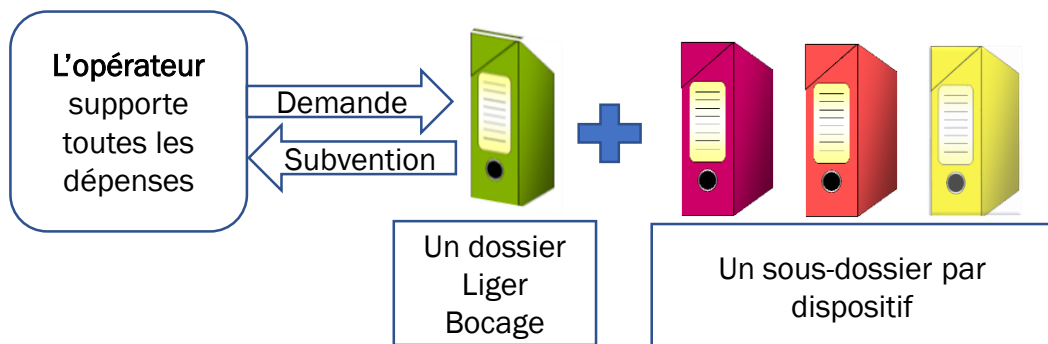 L'opérateur
supporte
toutes les
dépenses
Demande
Subvention
Un dossier
Liger
Bocage
Un sous-dossier par
dispositif